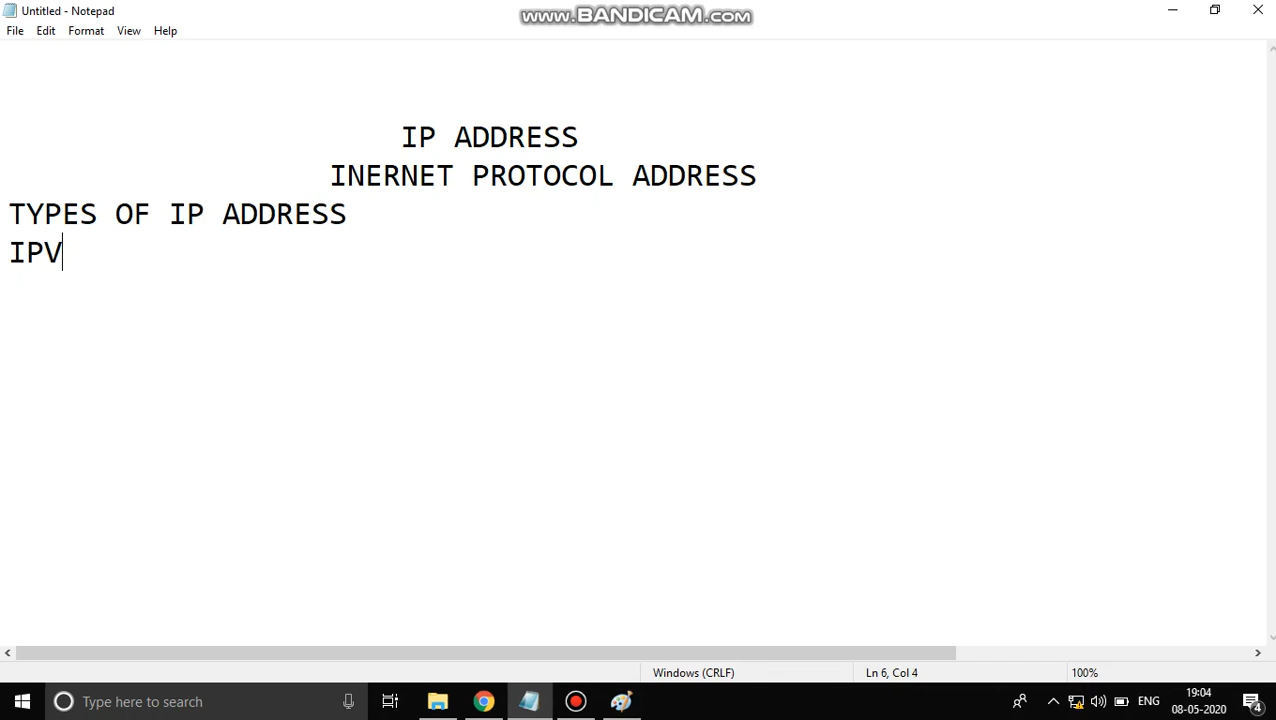 Untitled - Notepad
www.BANDICAM.com
File Edit Format View Help
IP ADDRESS
INERNET PROTOCOL ADDRESS
TYPES OF IP ADDRESS
IPV
Windows (CRLF) Ln 6, Col 4 100%
Type here to search
ENG
19:04
08-05-2020
4